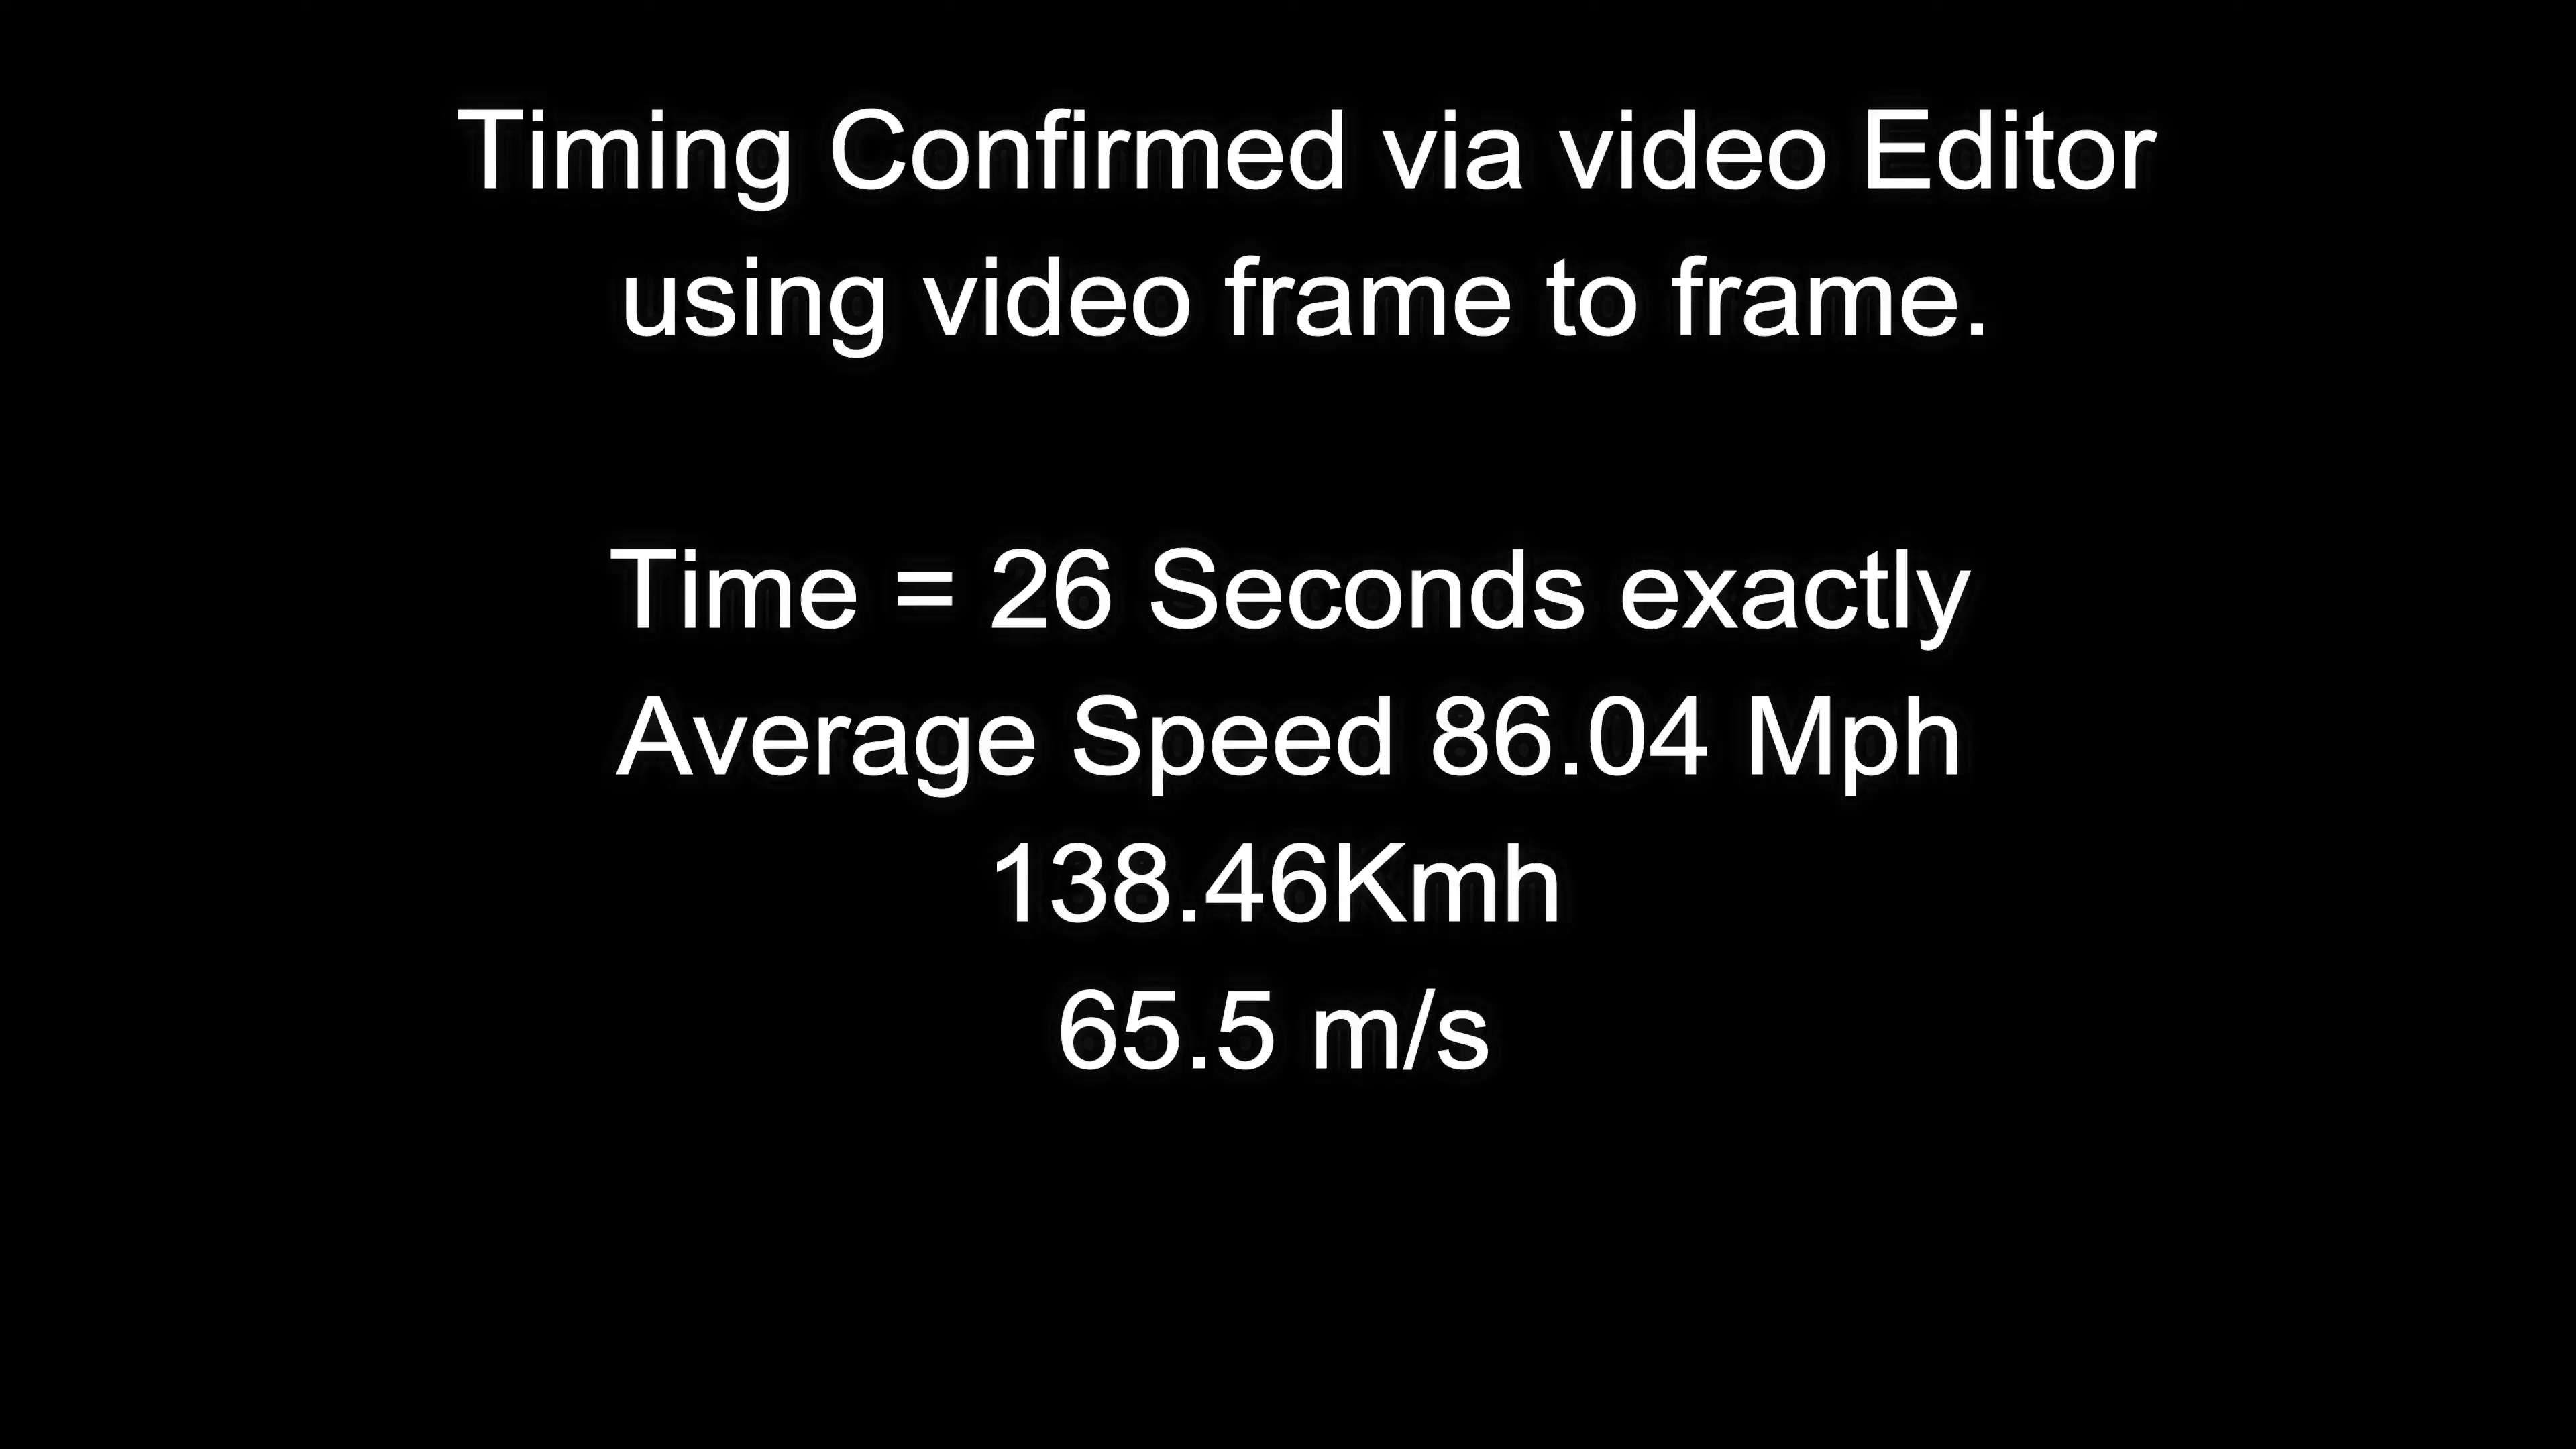 Timing Confirmed via video Editor
using video frame to frame.
Time = 26 Seconds exactly
Average Speed 86.04 Mph
138.46Kmh
65.5 m/s